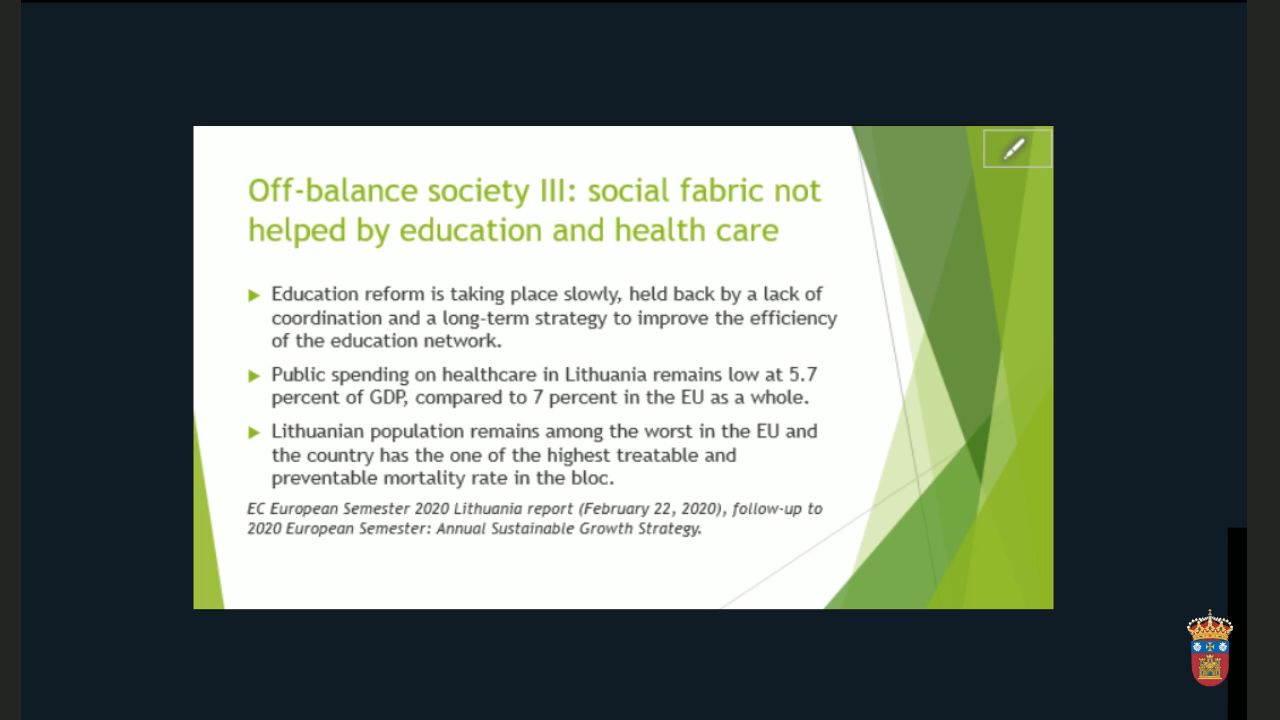 Off-balance society III: social fabric not
helped by education and health care
Education reform is taking place slowly, held back by a lack of
coordination and a long-term strategy to improve the efficiency
of the education network.
Public spending on healthcare in Lithuania remains low at 5.7
percent of GDP, compared to 7 percent in the EU as a whole.
Lithuanian population remains among the worst in the EU and
the country has the one of the highest treatable and
preventable mortality rate in the bloc.
EC European Semester 2020 Lithuania report (February 22, 2020), follow-up to
2020 European Semester: Annual Sustainable Growth Strategy.